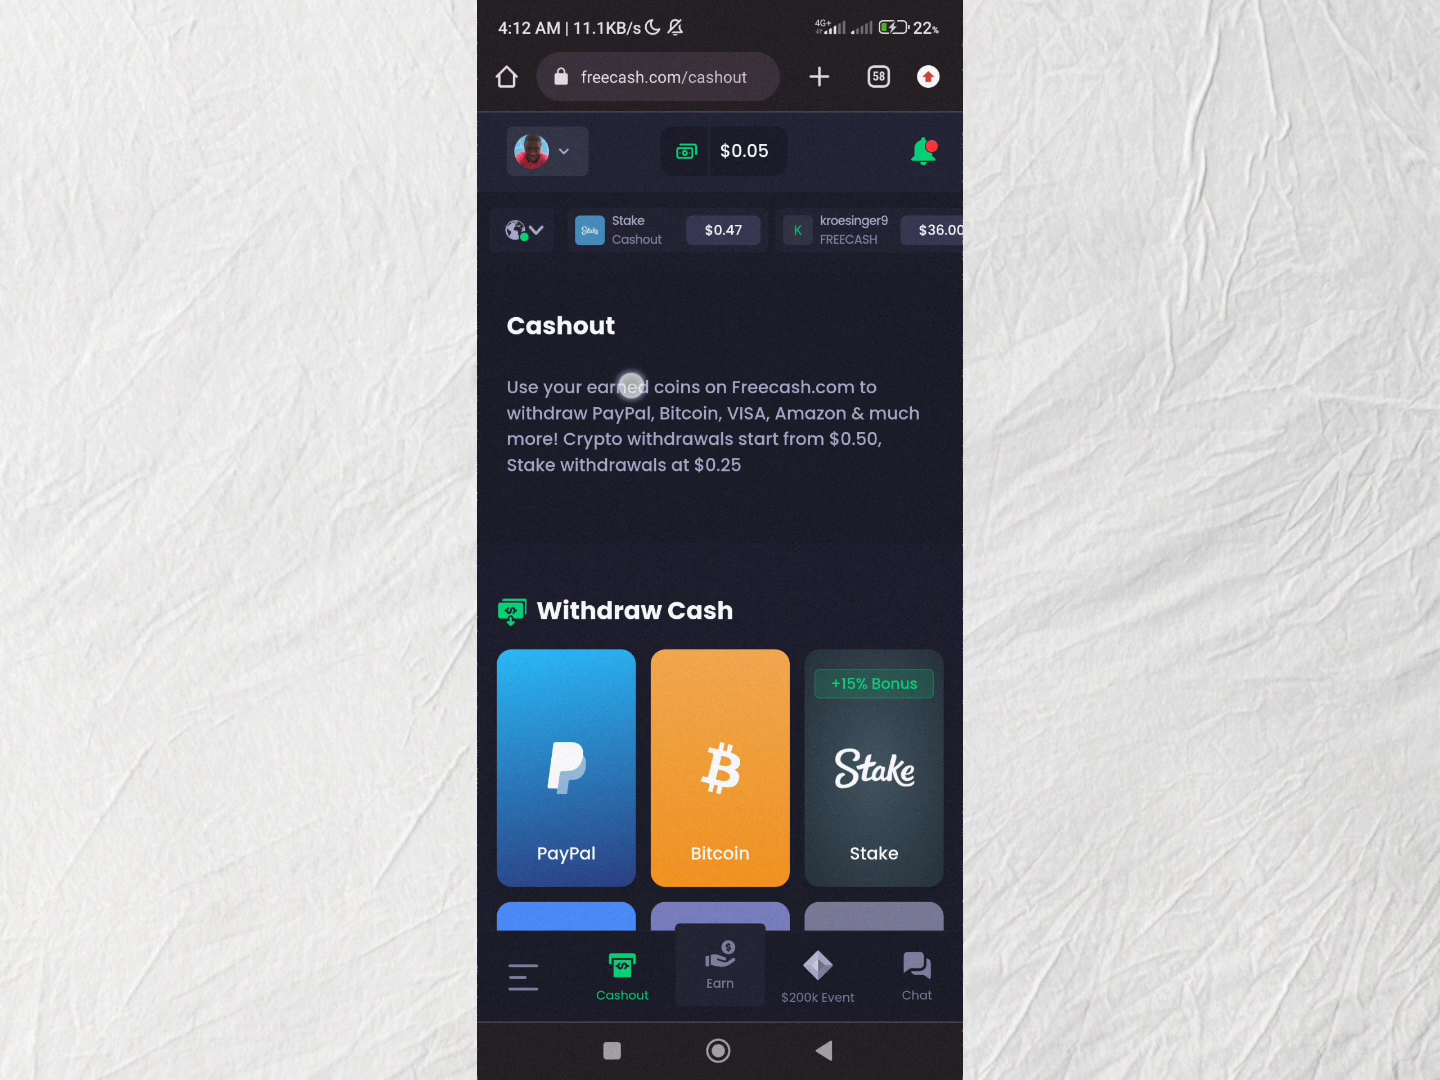 4:12 AM | 11.1KB/s 4G+ 22%
freecash.com/cashout 58
$0.05
Stake
Cashout
$0.47
K
kroesinger9
FREECASH
$36.00
Cashout
Use your earned coins on Freecash.com to
withdraw PayPal, Bitcoin, VISA, Amazon & much
more! Crypto withdrawals start from $0.50,
Stake withdrawals at $0.25
Withdraw Cash
+15% Bonus
Stake
PayPal
Bitcoin
Stake
Cashout
Earn
$200k Event
Chat